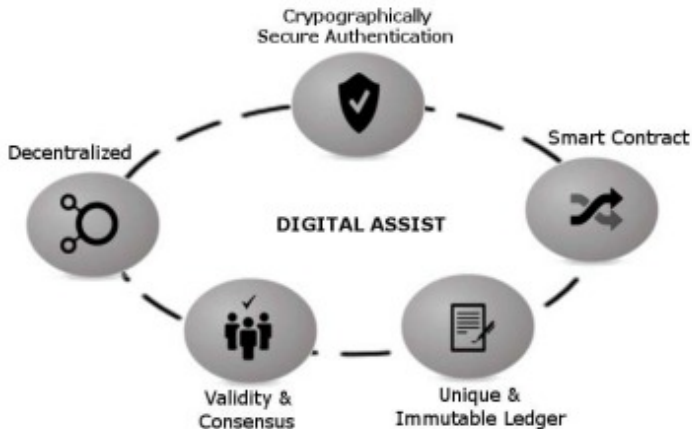 Crypographically
Secure Authentication
Smart Contract
Decentralized
DIGITAL ASSIST
Validity &
Consensus
Unique &
Immutable Ledger